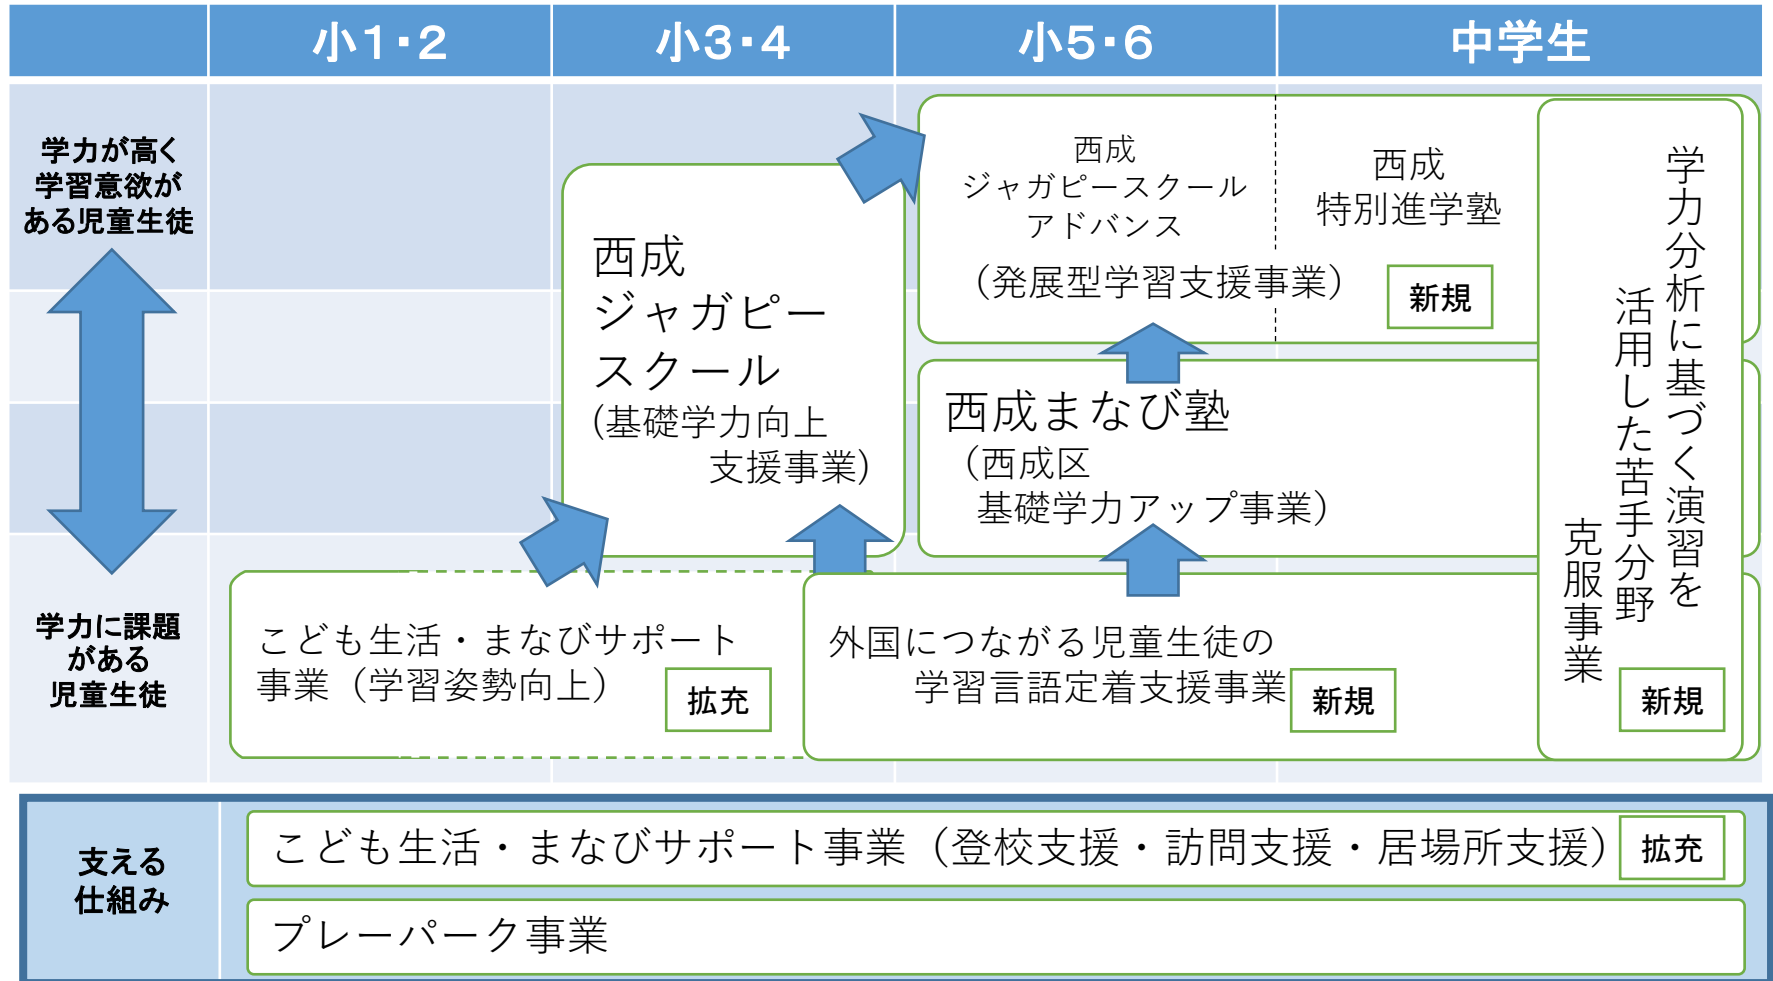 小1・2
小3・4
小5・6
中学生
学力が高く
学習意欲が
ある児童生徒
学力に課題
がある
児童生徒
西成
ジャガピー
スクール
(基礎学力向上
支援事業)
西成
ジャガピースクール
アドバンス
西成
特別進学塾
（発展型学習支援事業）
新規
西成まなび塾
（西成区
基礎学力アップ事業）
学力分析に基づく演習を
活用した苦手分野
克服事業
新規
こども生活・まなびサポート
事業（学習姿勢向上）
拡充
外国につながる児童生徒の
学習言語定着支援事業
新規
支える
仕組み
こども生活・まなびサポート事業（登校支援・訪問支援・居場所支援）
拡充
プレーパーク事業